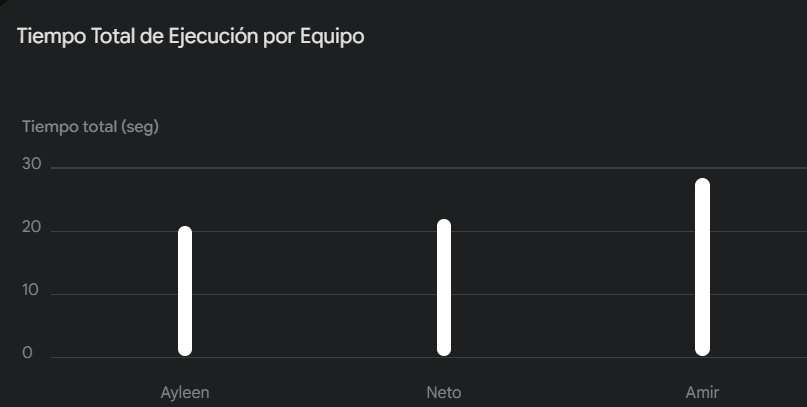 Tiempo Total de Ejecución por Equipo
Tiempo total (seg)
30
20
10
0
Ayleen Neto Amir